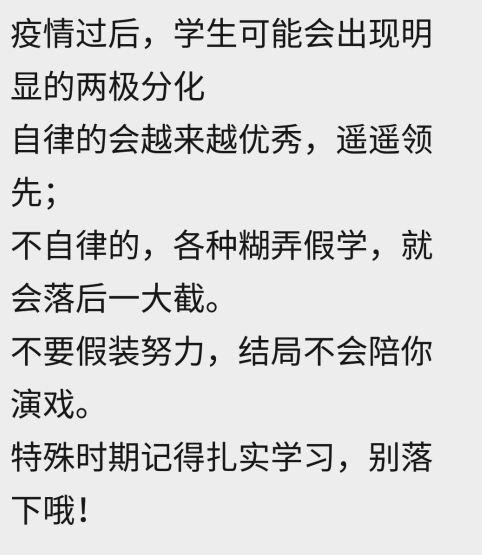 疫情过后，学生可能会出现明
显的两极分化
自律的会越来越优秀，遥遥领
先；
不自律的，各种糊弄假学，就
会落后一大截。
不要假装努力，结局不会陪你
演戏。
特殊时期记得扎实学习，别落
下哦！